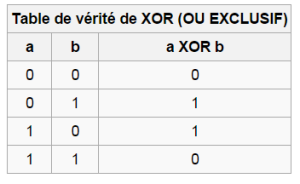 Table de vérité de XOR (OU EXCLUSIF)
a b a XOR b
0 0 0
0 1 1
1 0 1
1 1 0